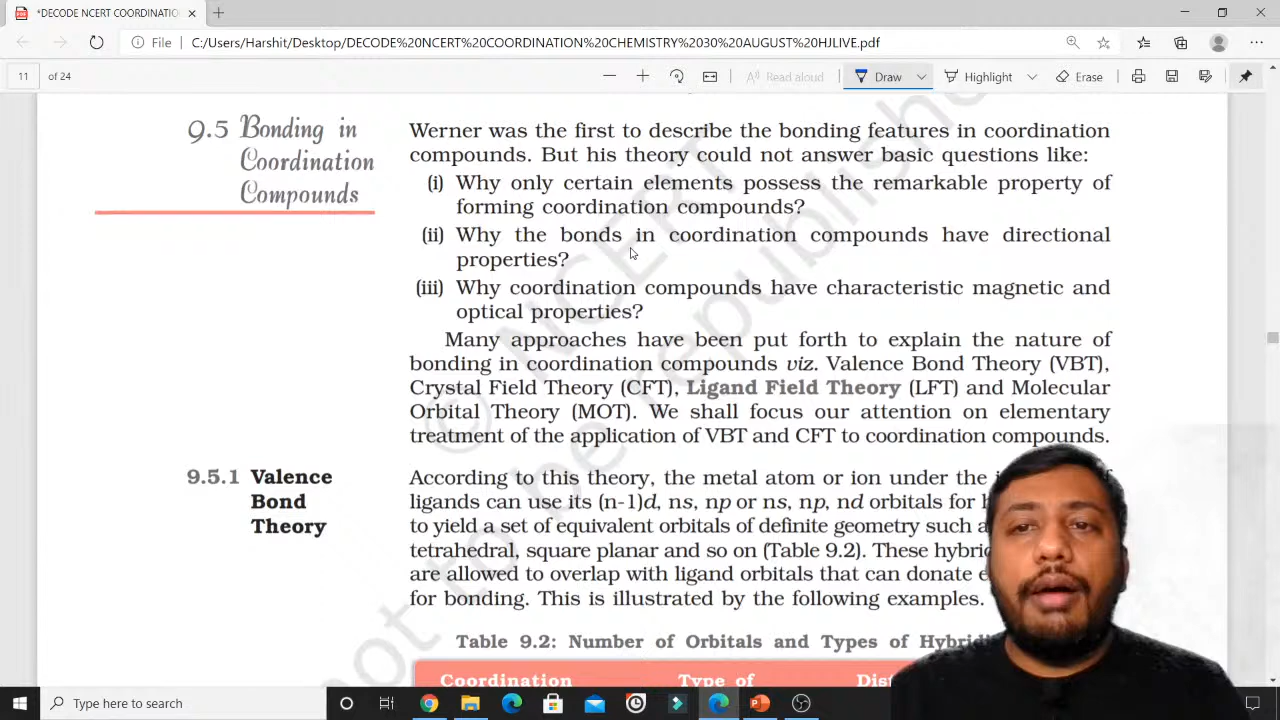 *DECODE NCERT COORDINATIO
File C:/Users/Harshit/Desktop/DECODE%20NCERT%20COORDINATION%20CHEMISTRY%2030%20AUGUST%20HJLIVE.pdf
11 of 24 Read aloud Draw Highlight Erase
9.5 Bonding in
Coordination
Compounds
Werner was the first to describe the bonding features in coordination
compounds. But his theory could not answer basic questions like:
(i) Why only certain elements possess the remarkable property of
forming coordination compounds?
(ii) Why the bonds in coordination compounds have directional
properties?
(iii) Why coordination compounds have characteristic magnetic and
optical properties?
Many approaches have been put forth to explain the nature of
bonding in coordination compounds viz. Valence Bond Theory (VBT),
Crystal Field Theory (CFT), Ligand Field Theory (LFT) and Molecular
Orbital Theory (MOT). We shall focus our attention on elementary
treatment of the application of VBT and CFT to coordination compounds.
9.5.1 Valence
Bond
Theory
According to this theory, the metal atom or ion under the
ligands can use its (n-1)d, ns, np or ns, np, nd orbitals for
to yield a set of equivalent orbitals of definite geometry such
tetrahedral, square planar and so on (Table 9.2). These
are allowed to overlap with ligand orbitals that can donate
for bonding. This is illustrated by the following examples.
Table 9.2: Number of Orbitals and Types of
Coordination Type of
© NCERT
not to be republished
Type here to search